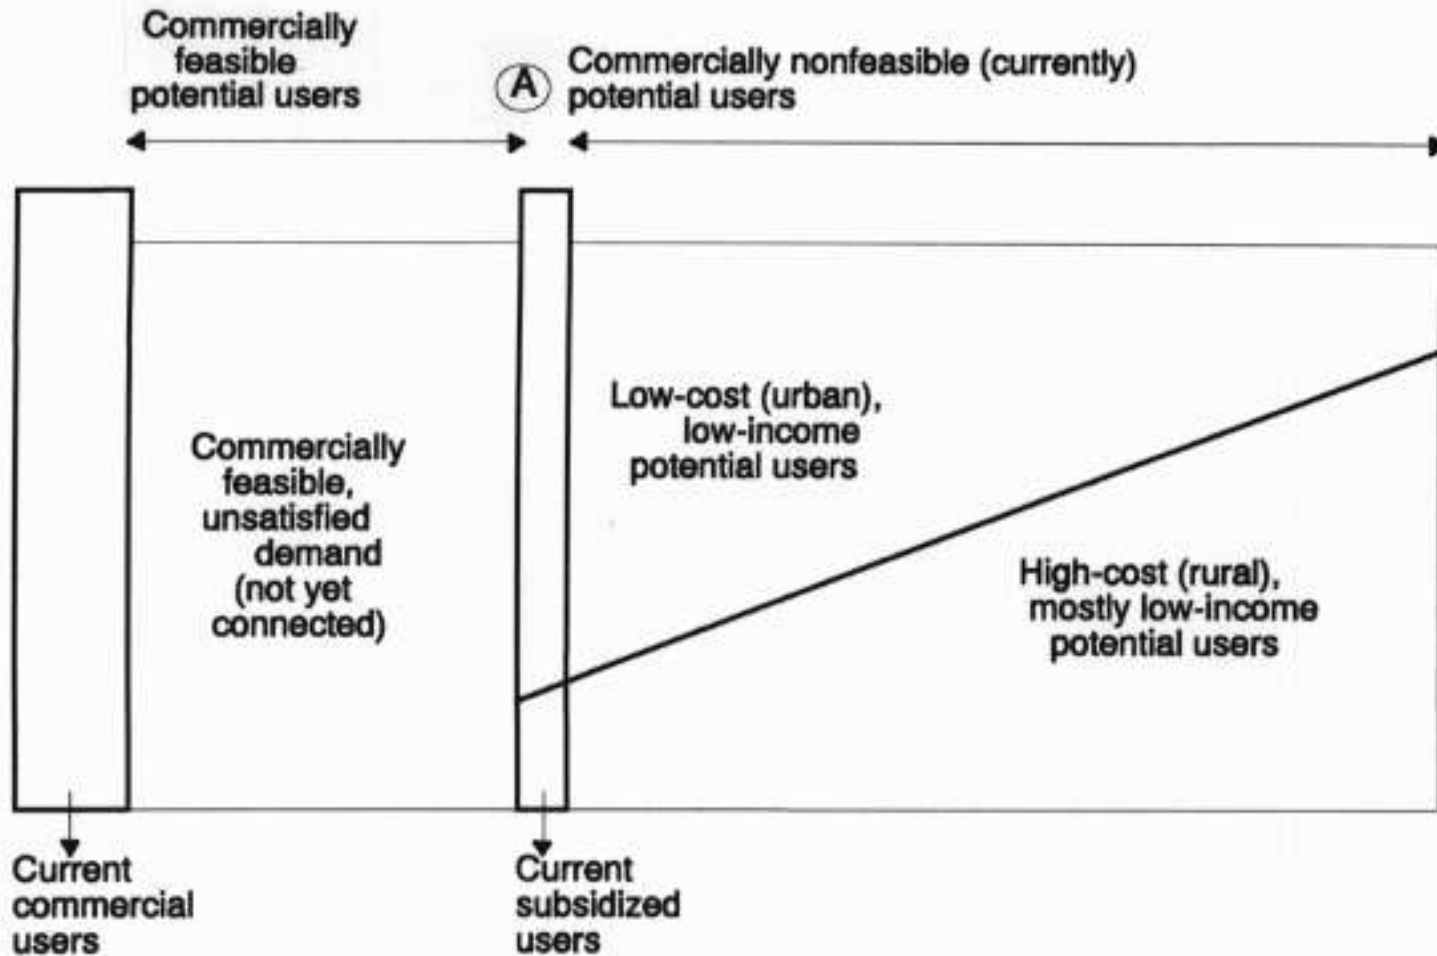 Commercially
feasible
potential users
A
Commercially nonfeasible (currently)
potential users
Commercially
feasible,
unsatisfied
demand
(not yet
connected)
Low-cost (urban),
low-income
potential users
High-cost (rural),
mostly low-income
potential users
Current
commercial
users
Current
subsidized
users